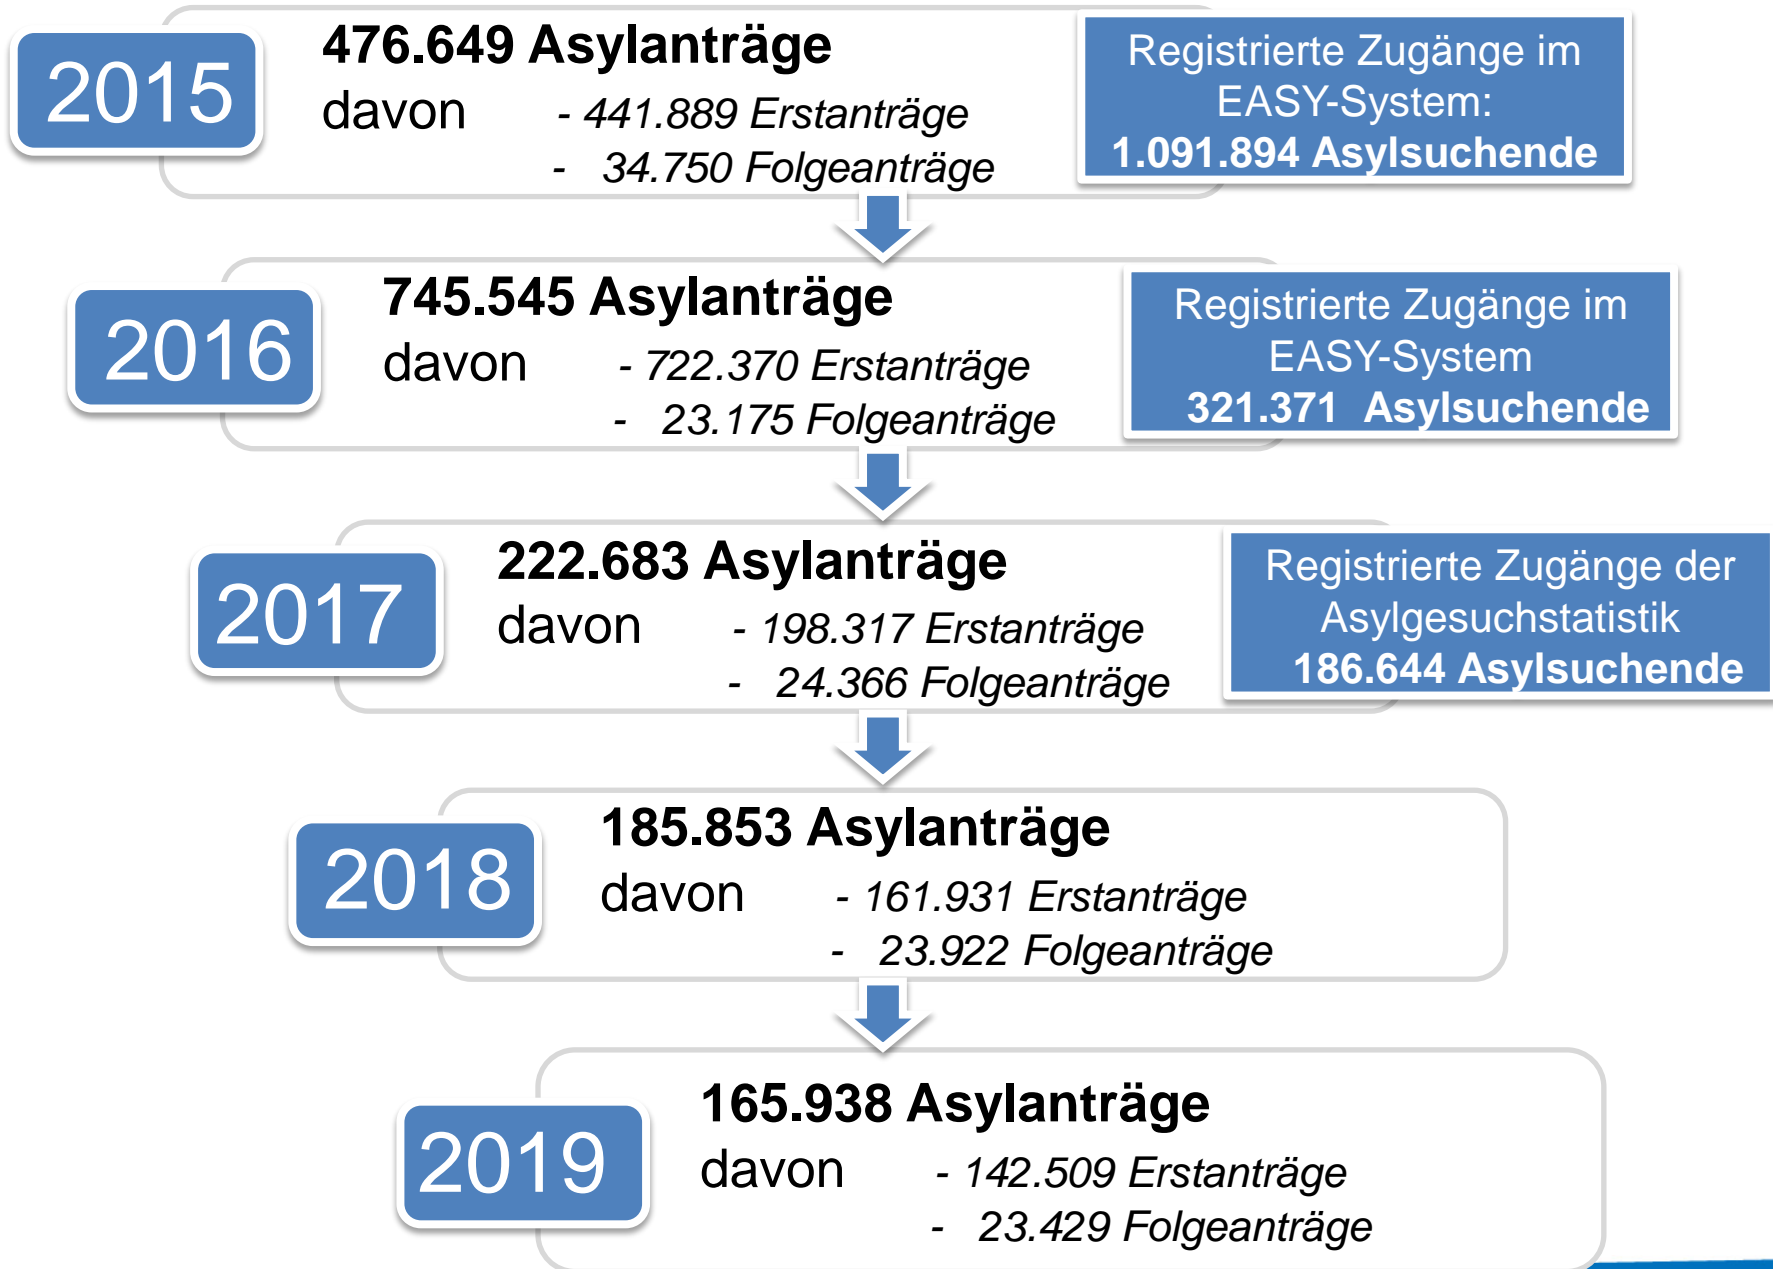 2015
476.649 Asylanträge
davon - 441.889 Erstanträge
- 34.750 Folgeanträge
Registrierte Zugänge im
EASY-System:
1.091.894 Asylsuchende
2016
745.545 Asylanträge
davon - 722.370 Erstanträge
- 23.175 Folgeanträge
Registrierte Zugänge im
EASY-System
321.371 Asylsuchende
2017
222.683 Asylanträge
davon - 198.317 Erstanträge
- 24.366 Folgeanträge
Registrierte Zugänge der
Asylgesuchstatistik
186.644 Asylsuchende
2018
185.853 Asylanträge
davon - 161.931 Erstanträge
- 23.922 Folgeanträge
2019
165.938 Asylanträge
davon - 142.509 Erstanträge
- 23.429 Folgeanträge